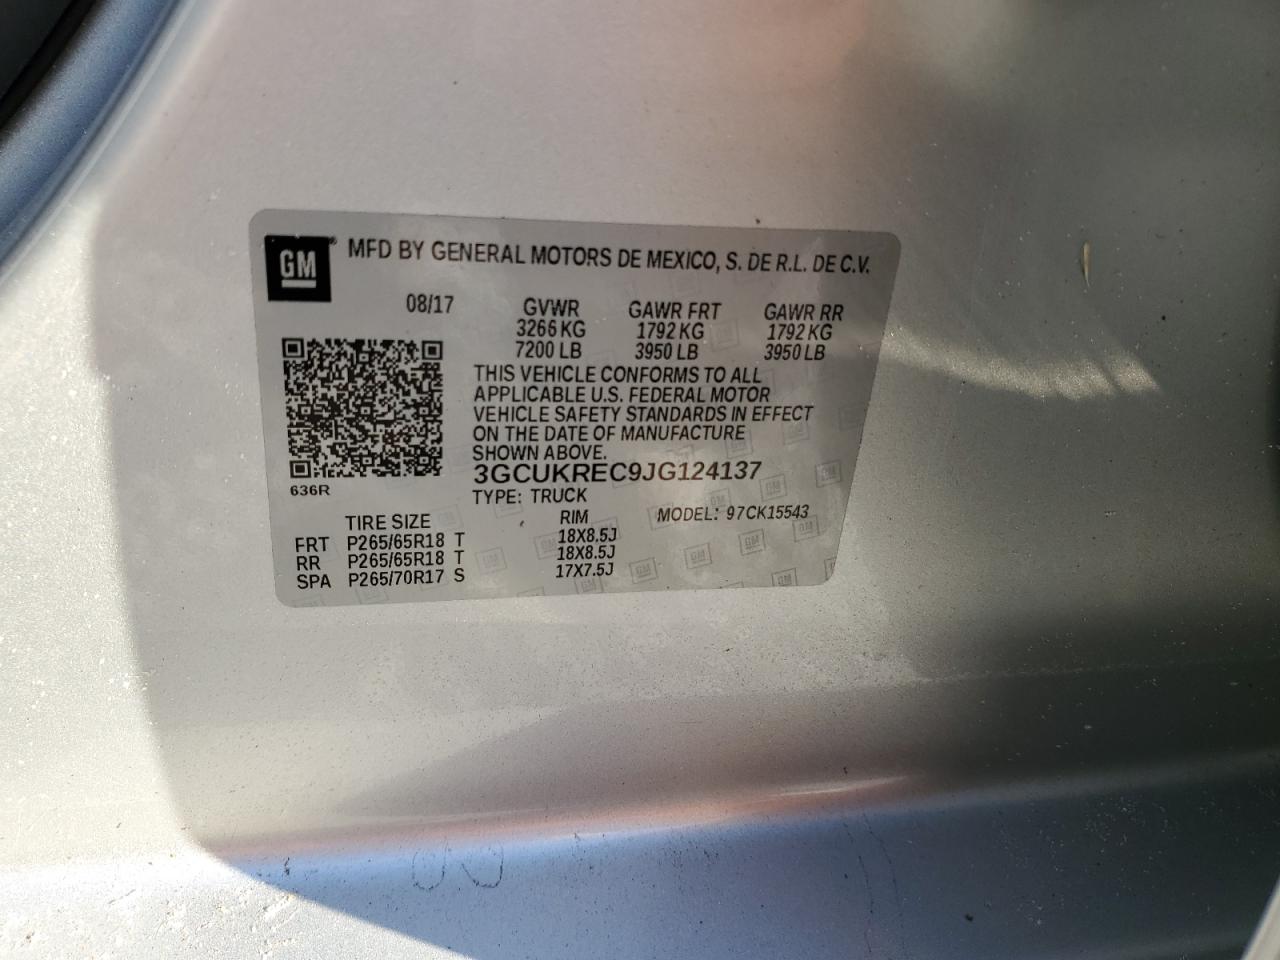 GM
MFD BY GENERAL MOTORS DE MEXICO, S. DE R.L. DE C.V.
08/17 GVWR GAWR FRT GAWR RR
3266 KG 1792 KG 1792 KG
7200 LB 3950 LB 3950 LB
THIS VEHICLE CONFORMS TO ALL
APPLICABLE U.S. FEDERAL MOTOR
VEHICLE SAFETY STANDARDS IN EFFECT
ON THE DATE OF MANUFACTURE
SHOWN ABOVE.
3GCUKREC9JG124137
636R
TYPE: TRUCK
TIRE SIZE RIM MODEL: 97CK15543
FRT P265/65R18 T 18X8.5J
RR P265/65R18 T 18X8.5J
SPA P265/70R17 S 17X7.5J